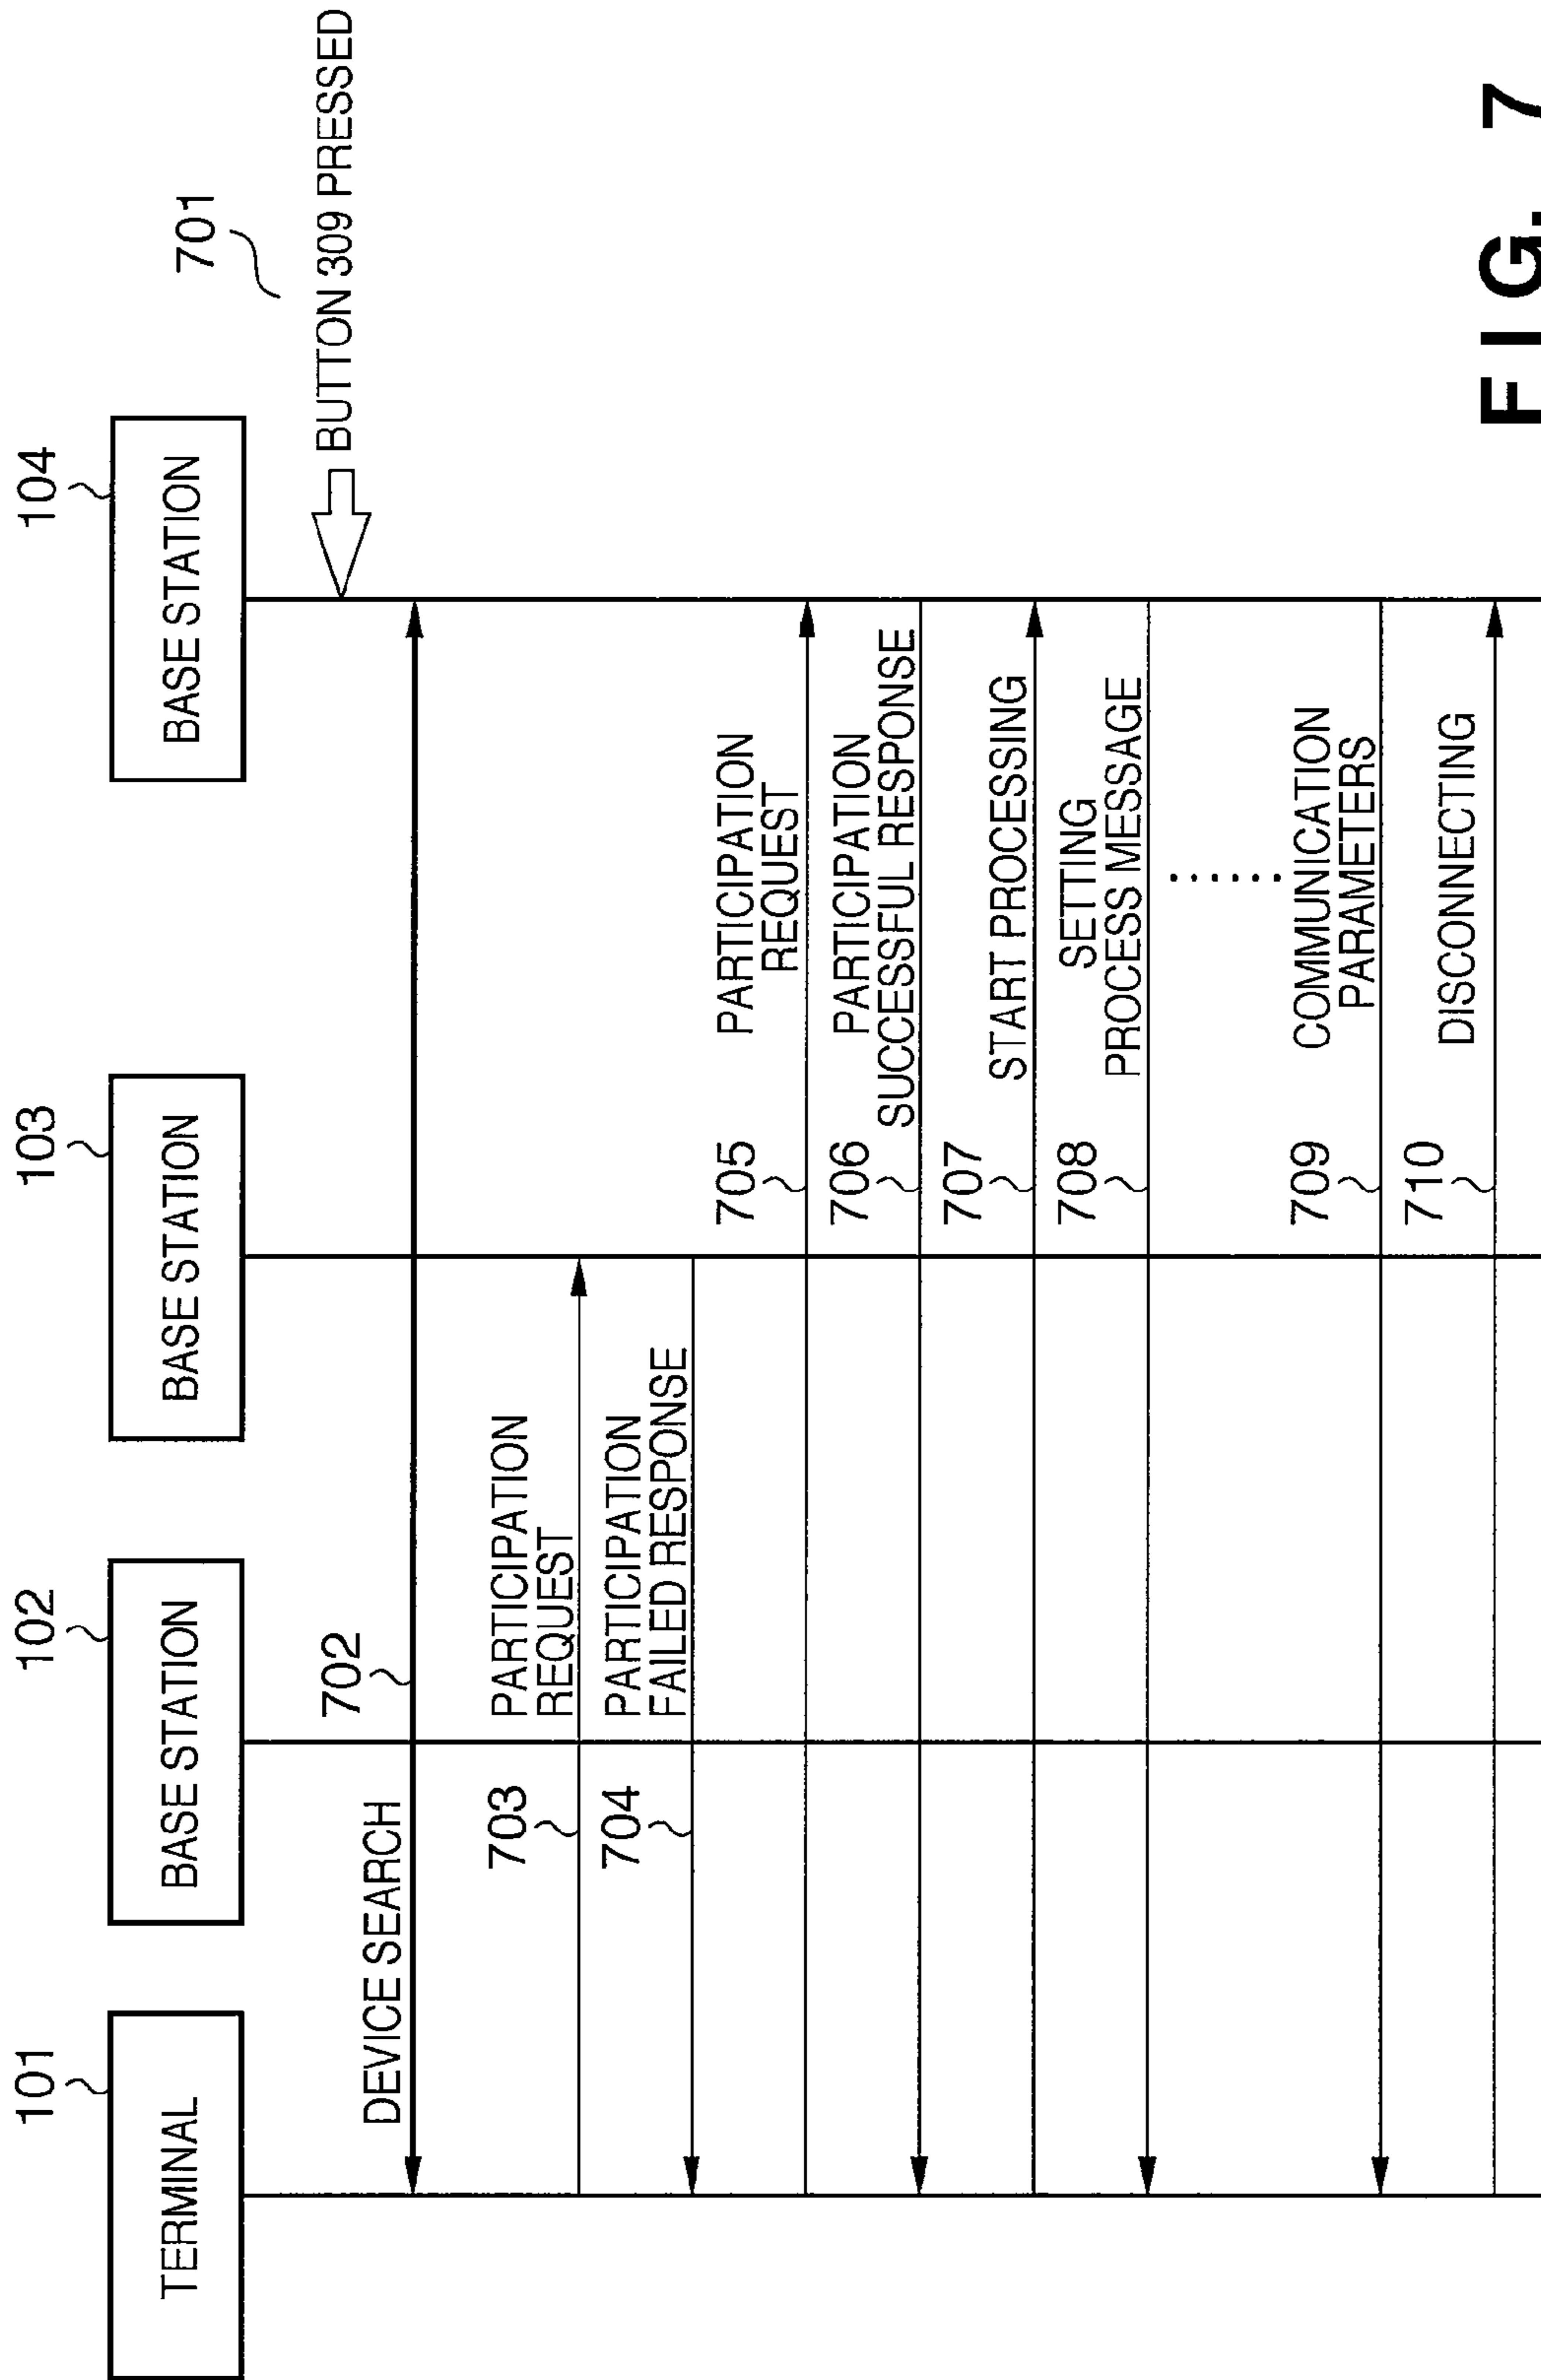 101
TERMINAL
102
BASE STATION
103
BASE STATION
104
BASE STATION
701
BUTTON 309 PRESSED
DEVICE SEARCH
702
703
PARTICIPATION
REQUEST
704
PARTICIPATION
FAILED RESPONSE
705
PARTICIPATION
REQUEST
706
PARTICIPATION
SUCCESSFUL RESPONSE
707
START PROCESSING
708
SETTING
PROCESS MESSAGE
......
709
COMMUNICATION
PARAMETERS
710
DISCONNECTING
FIG. 7